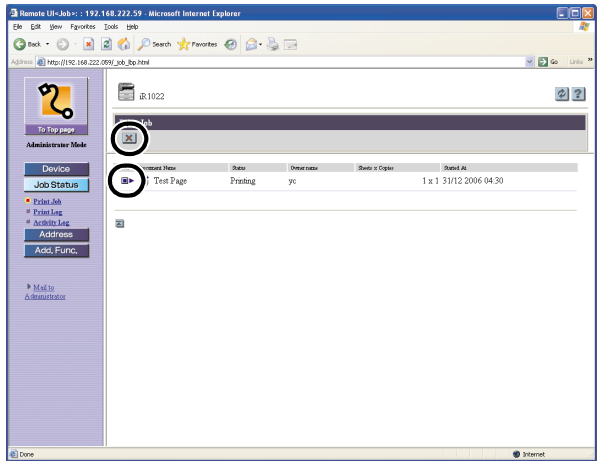 Remote UI<Job>: : 192.168.222.59 - Microsoft Internet Explorer
File Edit View Favorites Tools Help
Back Search Favorites
Address http://192.168.222.059/_job_lbp.html Go Links »
iR1022
To Top page
Job
Administrator Mode
Document Name Status Owner name Sheets x Copies Started At
Device
Test Page Printing yc 1 x 1 31/12 2006 04:30
Job Status
Print Job
Print Log
Activity Log
Address
Add. Func.
Mail to
Administrator
Done Internet